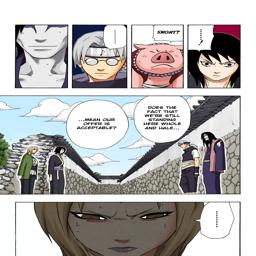 SNORT?
.......
DOES THE
FACT THAT
WE'RE STILL
STANDING
HERE WHOLE
AND HALE...
...MEAN OUR
OFFER IS
ACCEPTABLE?